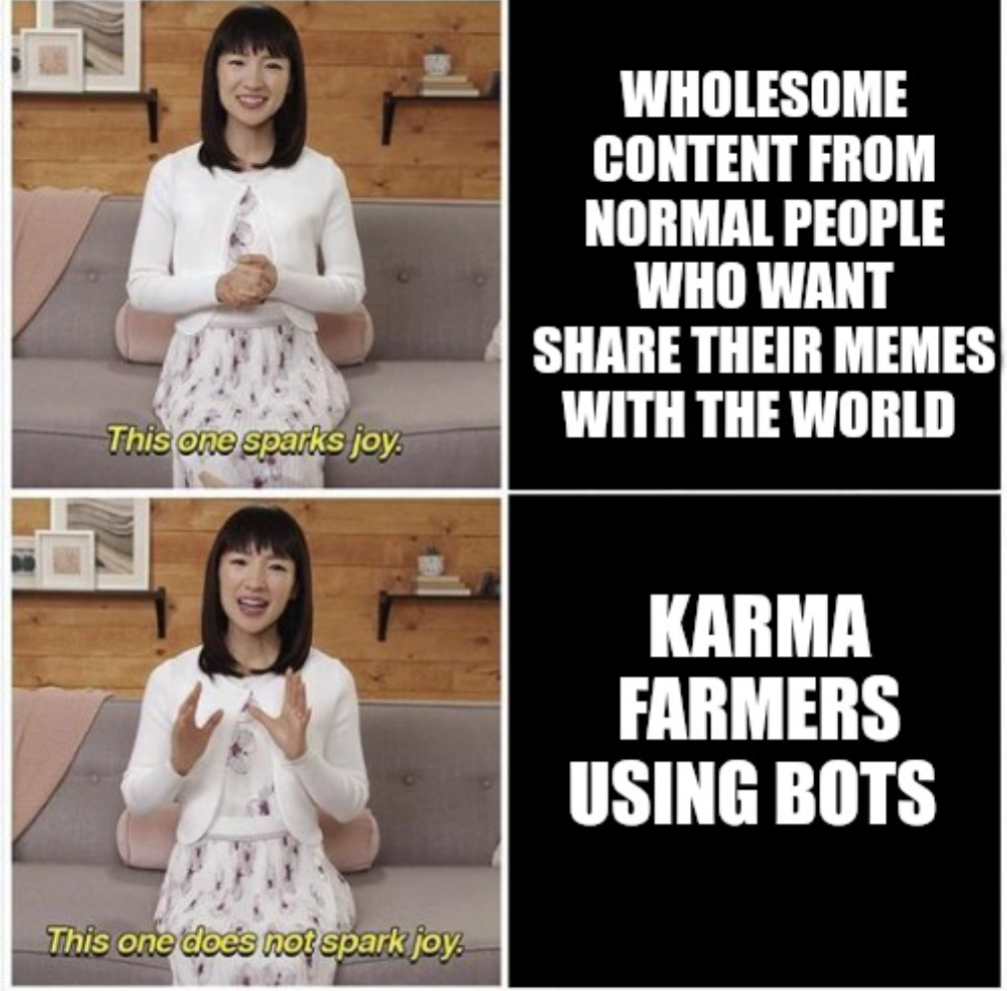 WHOLESOME
CONTENT FROM
NORMAL PEOPLE
WHO WANT
SHARE THEIR MEMES
WITH THE WORLD
This one sparks joy.
KARMA
FARMERS
USING BOTS
This one does not spark joy.